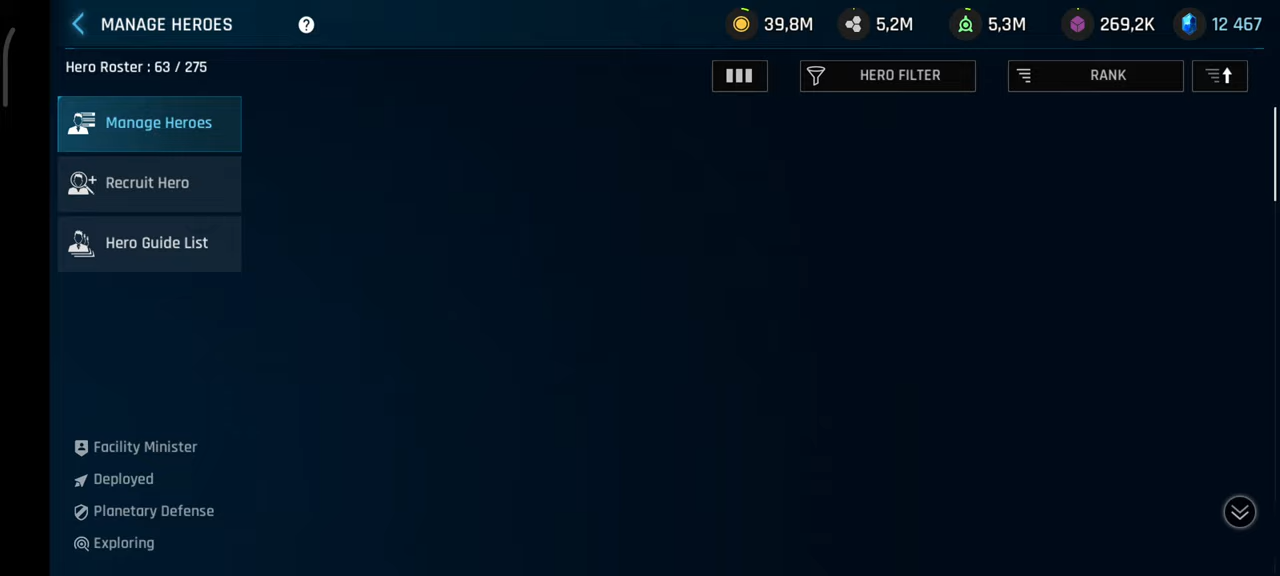 MANAGE HEROES ? 39,8M 5,2M 5,3M 269,2K 12 467
Hero Roster : 63 / 275
HERO FILTER RANK
Manage Heroes
Recruit Hero
Hero Guide List
Facility Minister
Deployed
Planetary Defense
Exploring